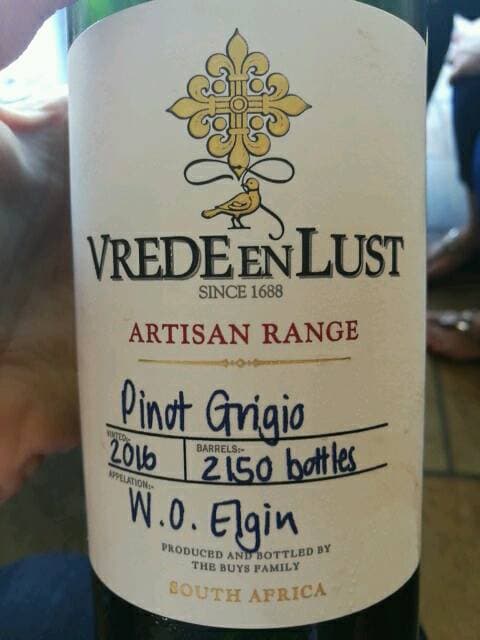 VREDE EN LUST
SINCE 1688
ARTISAN RANGE
Pinot Grigio
VINTED:-
2016
BARRELS:-
2150 bottles
APPELATION:-
W.O. Elgin
PRODUCED AND BOTTLED BY
THE BUYS FAMILY
SOUTH AFRICA